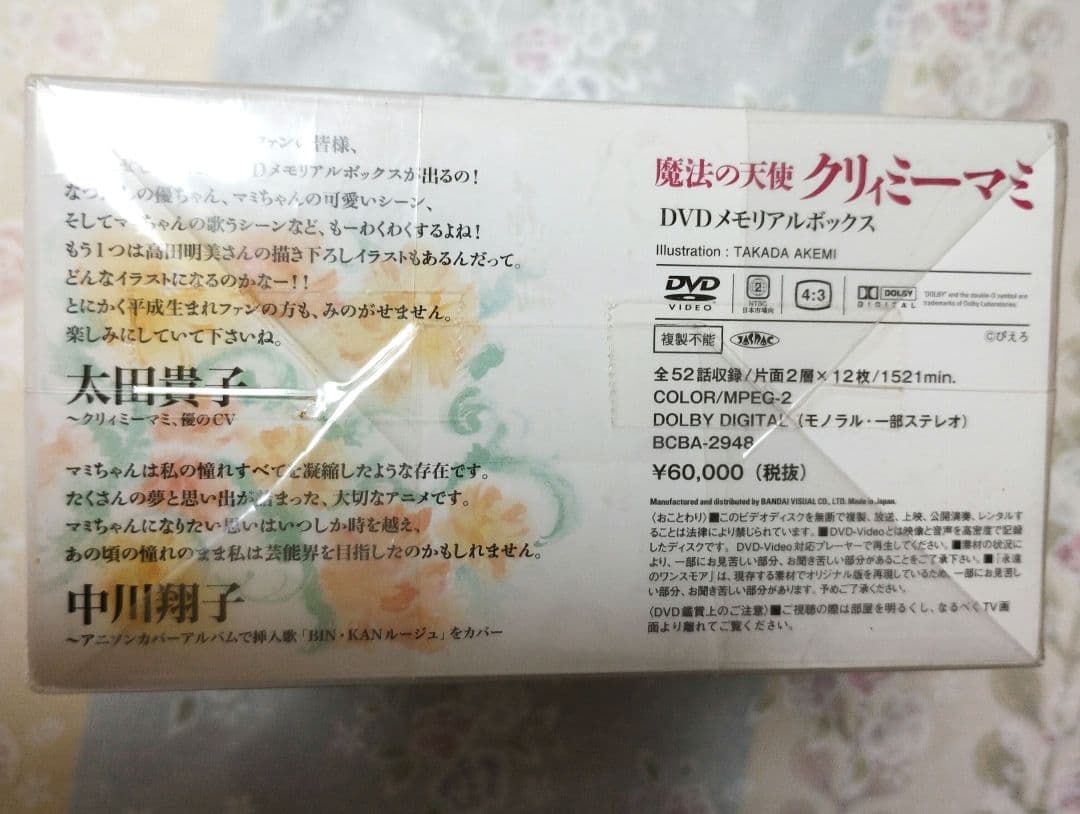 ファンの皆様、
Dメモリアルボックスが出るの!
の優ちゃん、マミちゃんの可愛いシーン、
そしてマミちゃんの歌うシーンなど、もーわくわくするよね!
もう1つは高田明美さんの描き下ろしイラストもあるんだって。
どんなイラストになるのかなー!!
とにかく平成生まれファンの方も、みのがせません。
楽しみにしていて下さいね。
太田貴子
〜クリィミーマミ、優のCV
マミちゃんは私の憧れすべてを凝縮したような存在です。
たくさんの夢と思い出が詰まった、大切なアニメです。
マミちゃんになりたい思いはいつしか時を越え、
あの頃の憧れのまま私は芸能界を目指したのかもしれません。
中川翔子
〜アニソンカバーアルバムで挿入歌「BIN・KANルージュ」をカバー
魔法の天使 クリィミーマミ
DVDメモリアルボックス
Illustration : TAKADA AKEMI
DVD VIDEO
2 NTSC 日本市場向
4:3
DOLBY DIGITAL
"DOLBY" and the double-D symbol are trademarks of Dolby Laboratories.
複製不能 JASRAC
©ぴえろ
全52話収録/片面2層×12枚/1521min.
COLOR/MPEG-2
DOLBY DIGITAL(モノラル・一部ステレオ)
BCBA-2948
¥60,000(税抜)
Manufactured and distributed by BANDAI VISUAL CO., LTD. Made in Japan.
〈おことわり〉■このビデオディスクを無断で複製、放送、上映、公開演奏、レンタルす
ることは法律により禁じられています。■DVD-Videoとは映像と音声を高密度で記録
したディスクです。DVD-Video対応プレーヤーで再生してください。■素材の状況に
より、一部にお見苦しい部分、お聞き苦しい部分があることをご了承下さい。■「永遠
のワンスモア」は、現存する素材でオリジナル版を再現しているため、一部にお見苦し
い部分、お聞き苦しい部分があります。予めご了承ください。
〈DVD鑑賞上のご注意〉■ご視聴の際は部屋を明るくし、なるべくTV画
面より離れてご覧ください。